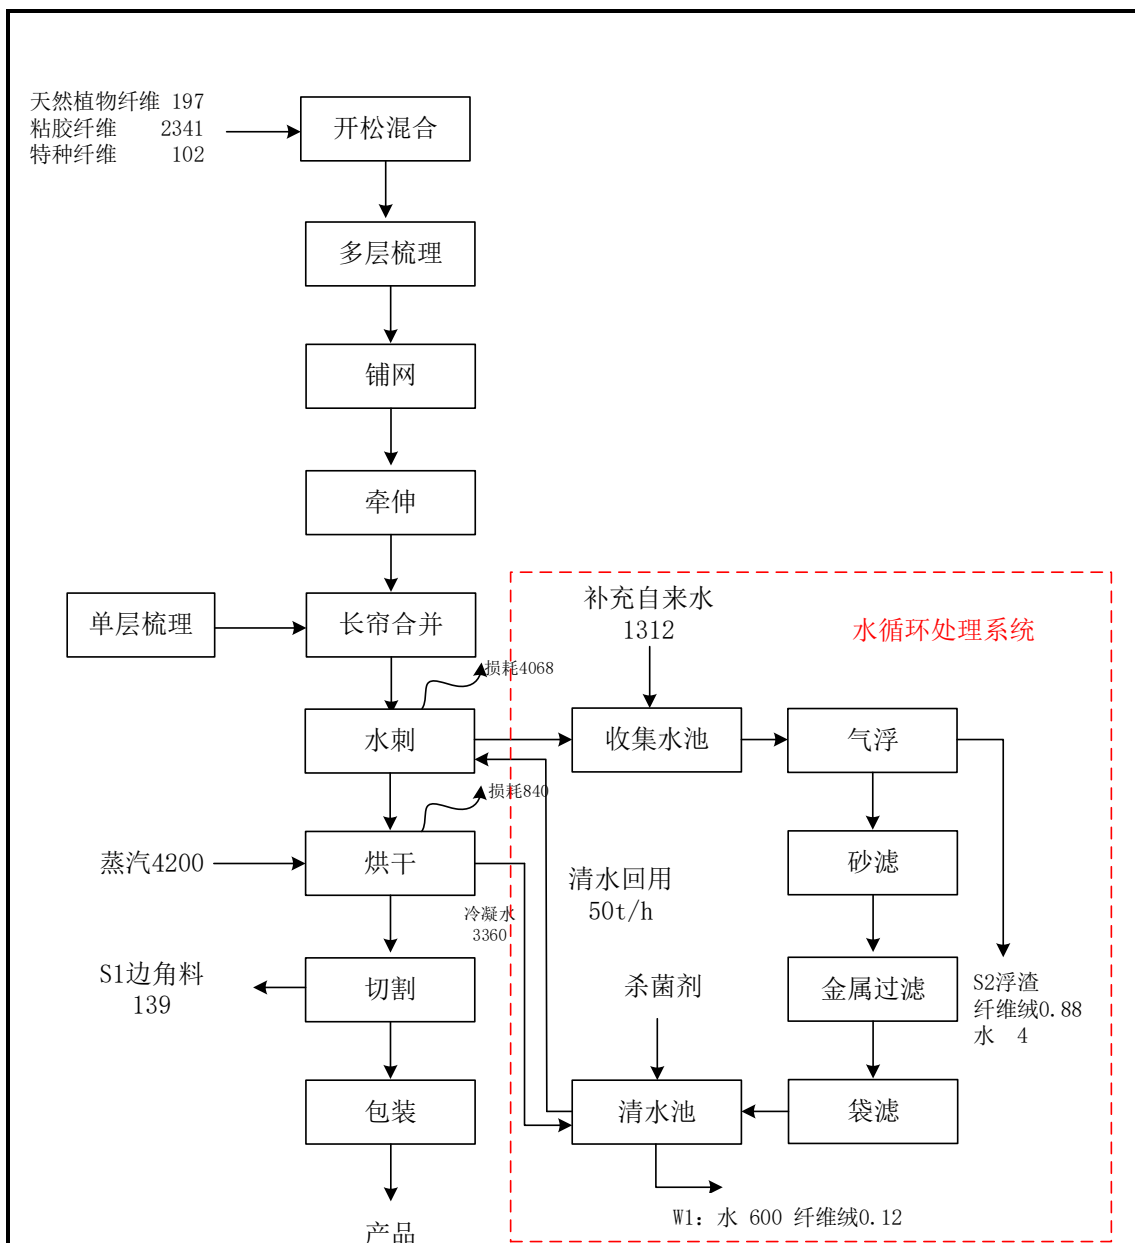 天然植物纤维 197
粘胶纤维 2341
特种纤维 102
开松混合
多层梳理
铺网
牵伸
单层梳理
长帘合并
补充自来水
1312
水循环处理系统
损耗4068
水刺
收集水池
气浮
损耗840
蒸汽4200
烘干
砂滤
清水回用
50t/h
冷凝水
3360
S1边角料
139
切割
杀菌剂
金属过滤
S2浮渣
纤维绒0.88
水 4
包装
清水池
袋滤
W1: 水 600 纤维绒0.12
产品